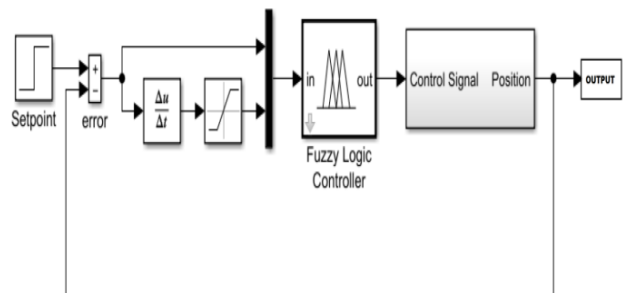 Setpoint
+
−
error
Δu
Δt
in
out
Fuzzy Logic
Controller
Control Signal
Position
OUTPUT